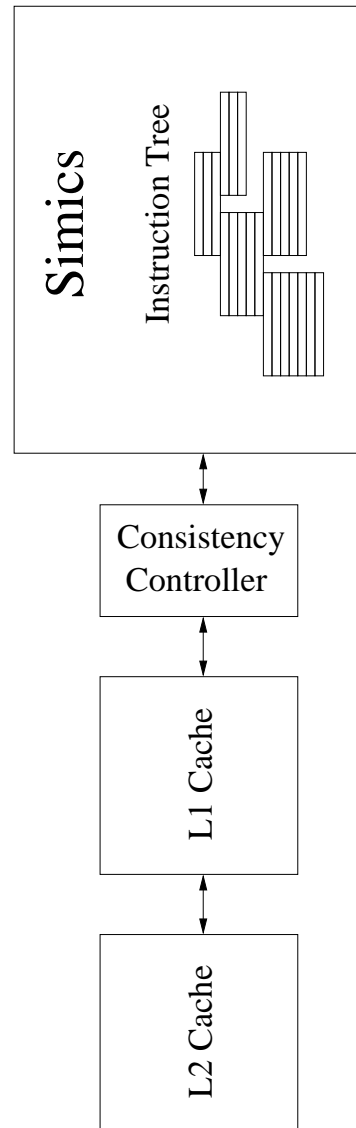 Simics
Instruction Tree
Consistency
Controller
L1 Cache
L2 Cache